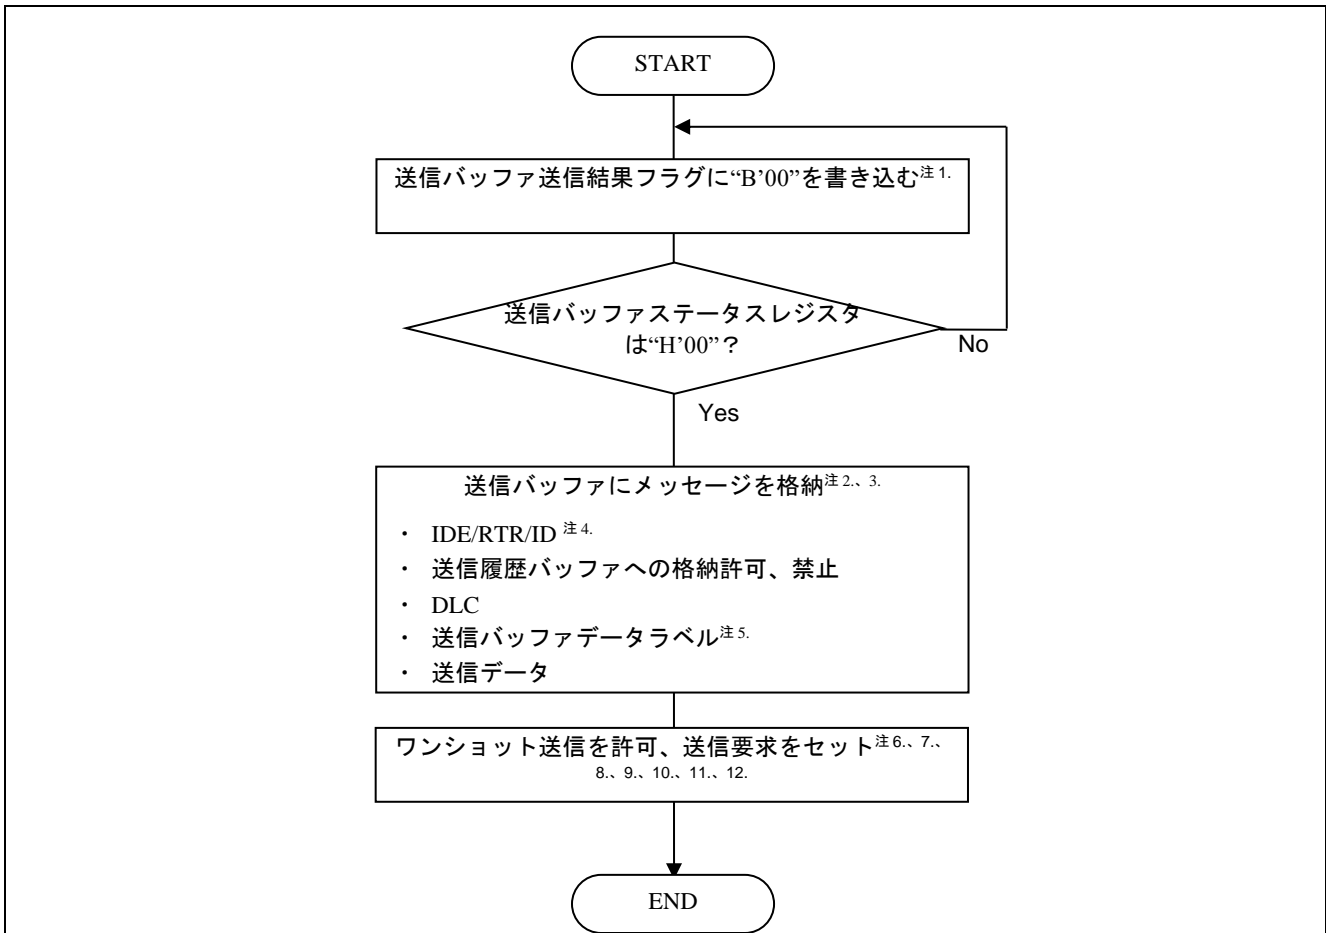 START
送信バッファ送信結果フラグに“B’00”を書き込む注 1.
送信バッファステータスレジスタ
は“H’00”？
No
Yes
送信バッファにメッセージを格納注 2.、3.
・ IDE/RTR/ID 注 4.
・ 送信履歴バッファへの格納許可、禁止
・ DLC
・ 送信バッファデータラベル注 5.
・ 送信データ
ワンショット送信を許可、送信要求をセット注 6.、7.、
8.、9.、10.、11.、12.
END